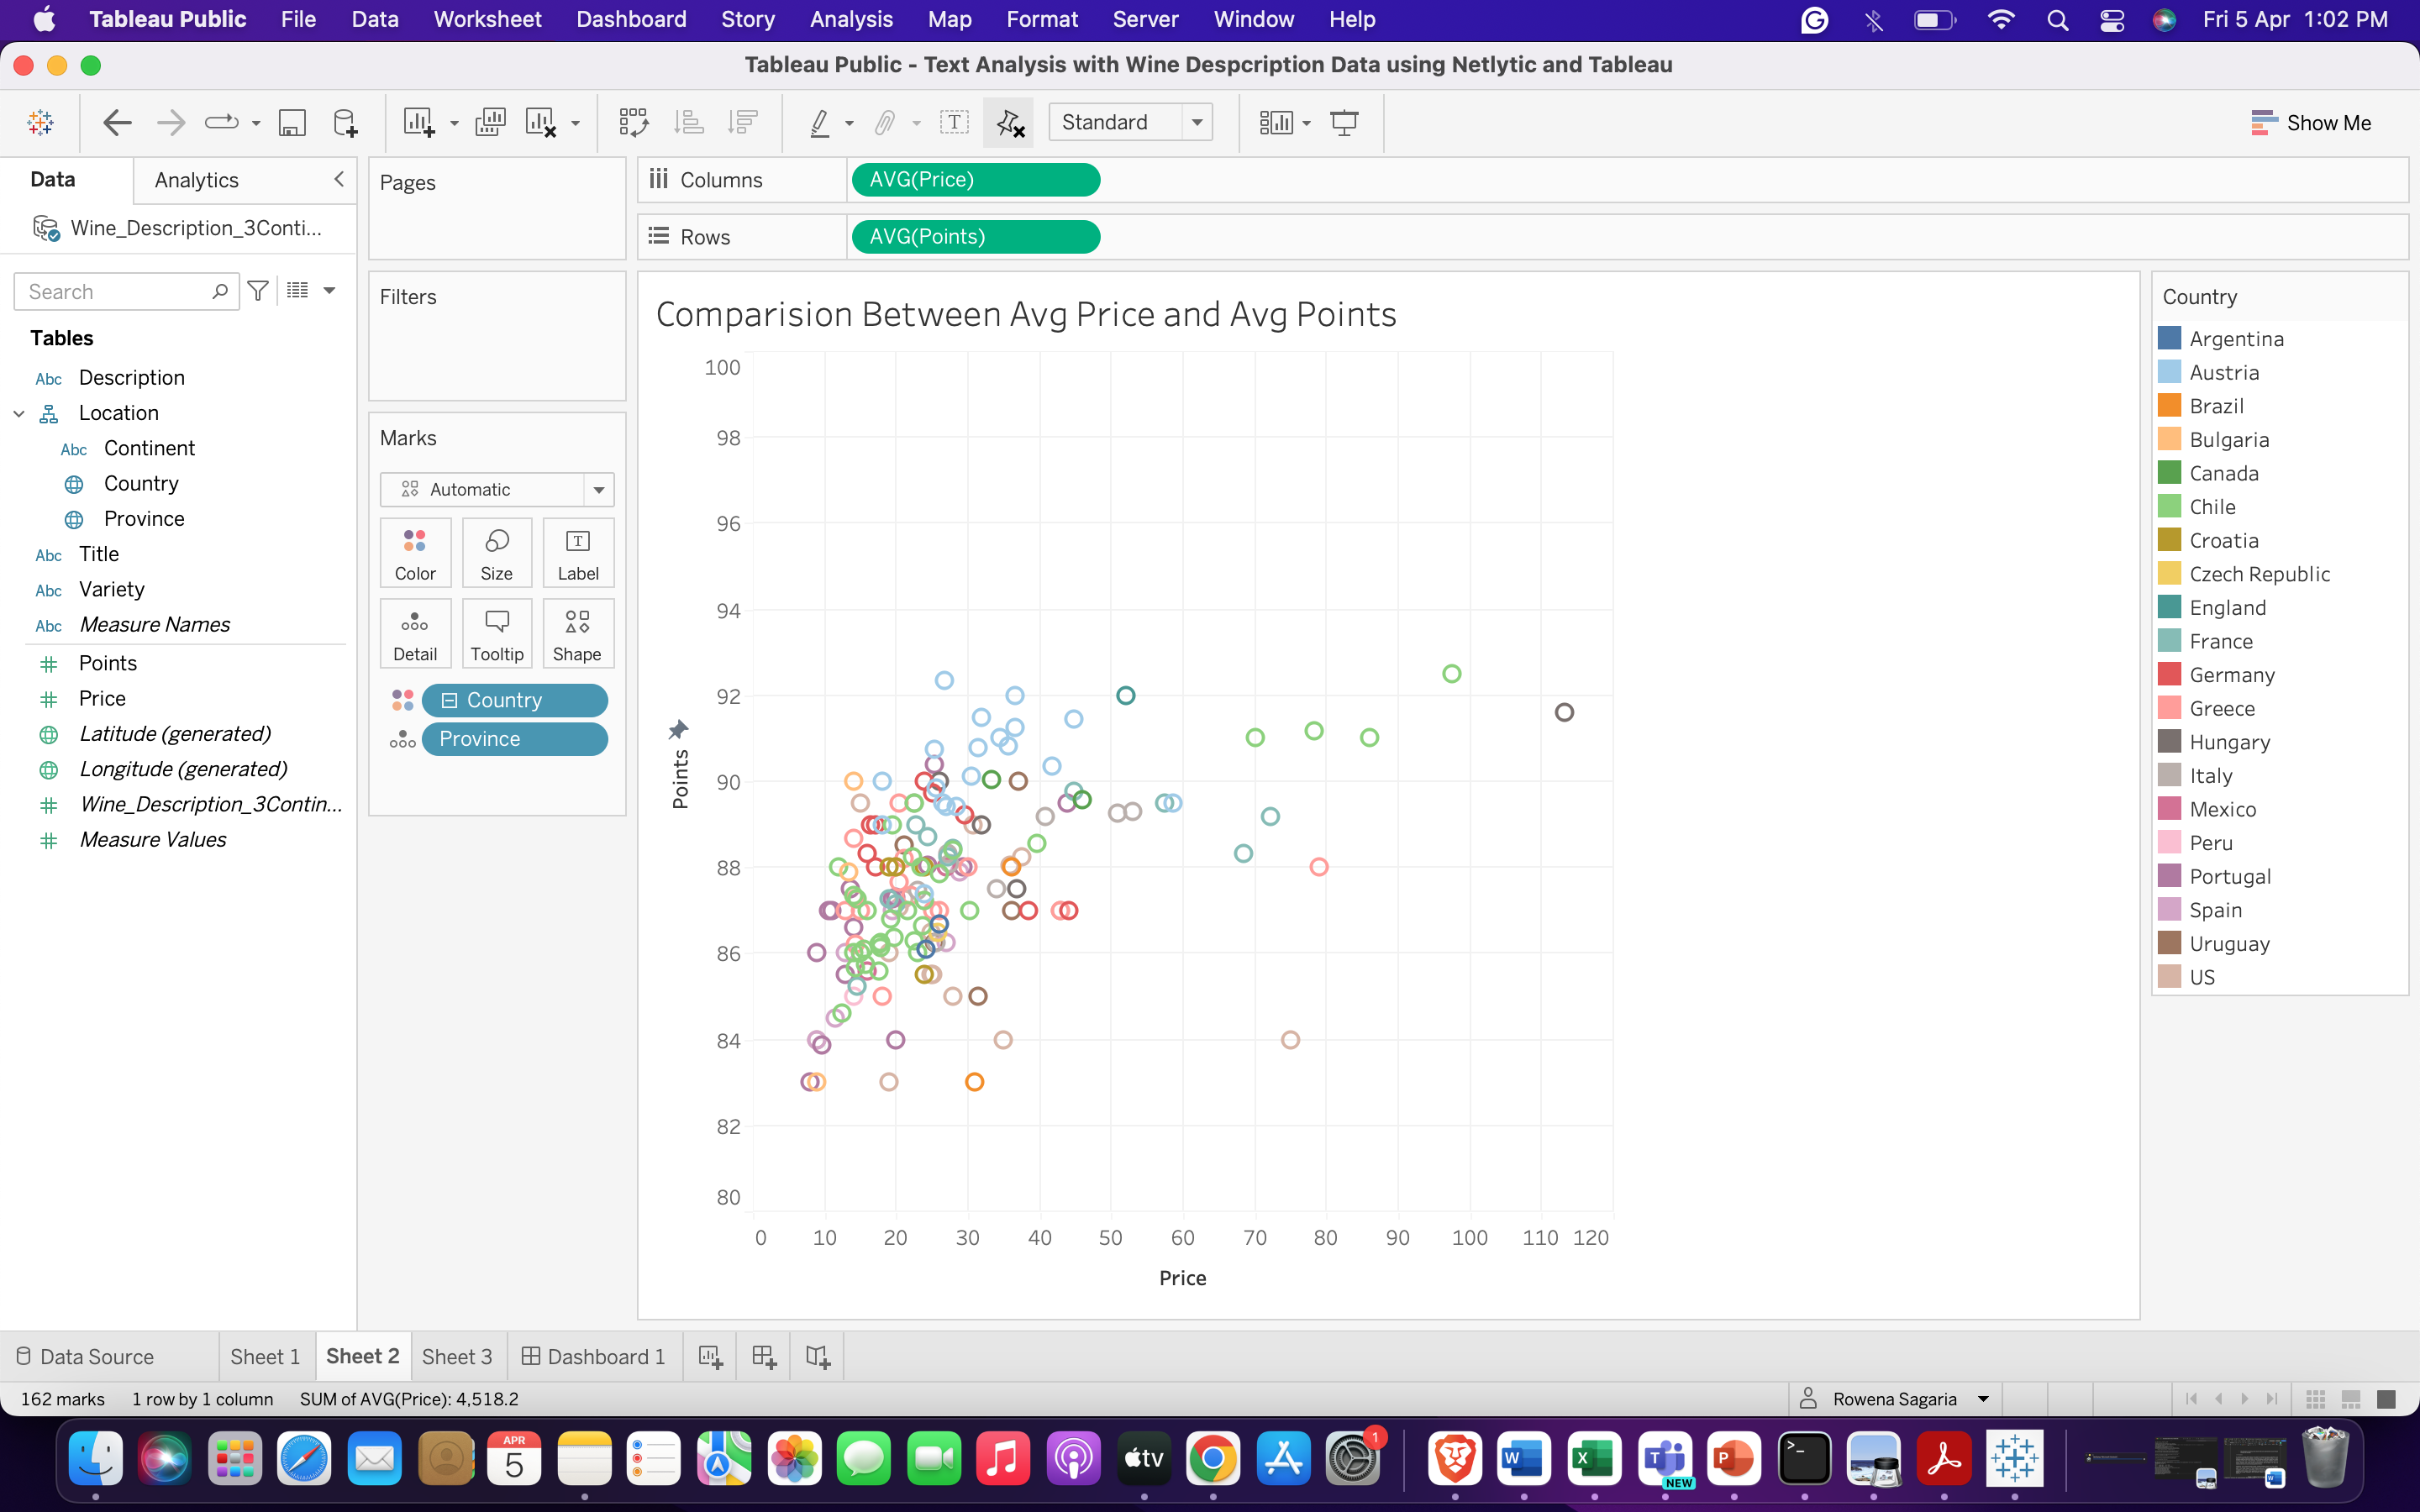 Tableau Public File Data Worksheet Dashboard Story Analysis Map Format Server Window Help Fri 5 Apr 1:02 PM
Tableau Public - Text Analysis with Wine Despcription Data using Netlytic and Tableau
Standard
Show Me
Data Analytics
Wine_Description_3Conti...
Search
Tables
Abc Description
Location
Abc Continent
Country
Province
Abc Title
Abc Variety
Abc Measure Names
Points
Price
Latitude (generated)
Longitude (generated)
Wine_Description_3Contin...
Measure Values
Pages
Filters
Marks
Automatic
Color Size Label
Detail Tooltip Shape
Country
Province
Columns AVG(Price)
Rows AVG(Points)
Comparision Between Avg Price and Avg Points
Points
100
98
96
94
92
90
88
86
84
82
80
0 10 20 30 40 50 60 70 80 90 100 110 120
Price
Country
Argentina
Austria
Brazil
Bulgaria
Canada
Chile
Croatia
Czech Republic
England
France
Germany
Greece
Hungary
Italy
Mexico
Peru
Portugal
Spain
Uruguay
US
Data Source Sheet 1 Sheet 2 Sheet 3 Dashboard 1
162 marks 1 row by 1 column SUM of AVG(Price): 4,518.2 Rowena Sagaria
APR
5
tv
1
W
X
T
NEW
P